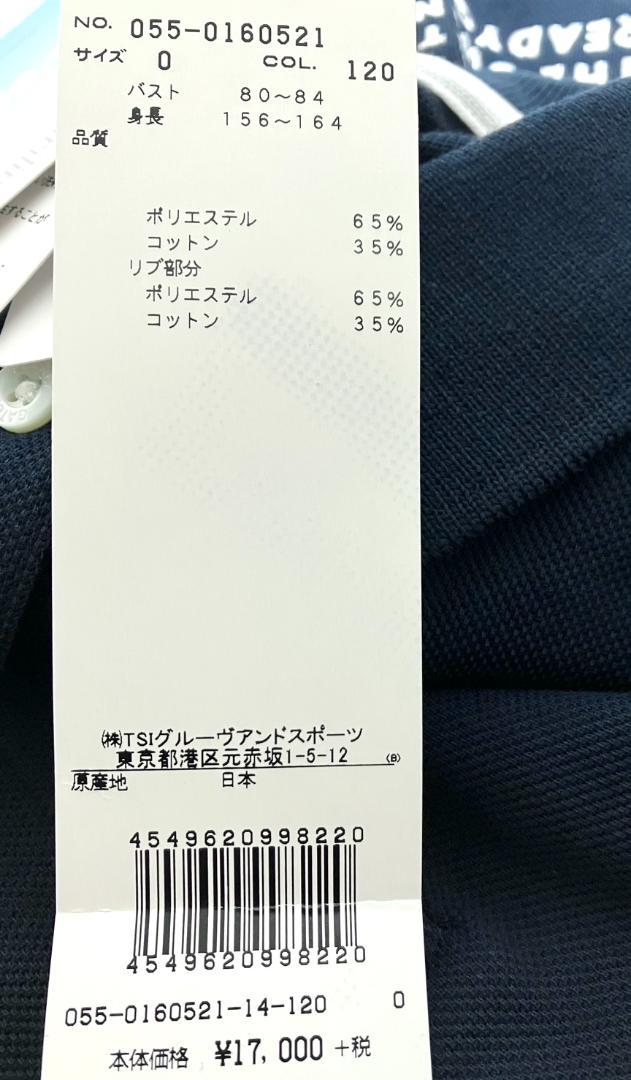 NO. 055-0160521
サイズ 0 COL. 120
バスト 80～84
身長 156～164
品質
ポリエステル 65%
コットン 35%
リブ部分
ポリエステル 65%
コットン 35%
㈱TSIグルーヴアンドスポーツ
東京都港区元赤坂1-5-12 (B)
原産地 日本
4549620998220
4549620998220
055-0160521-14-120 0
本体価格 ¥17,000 +税
READY